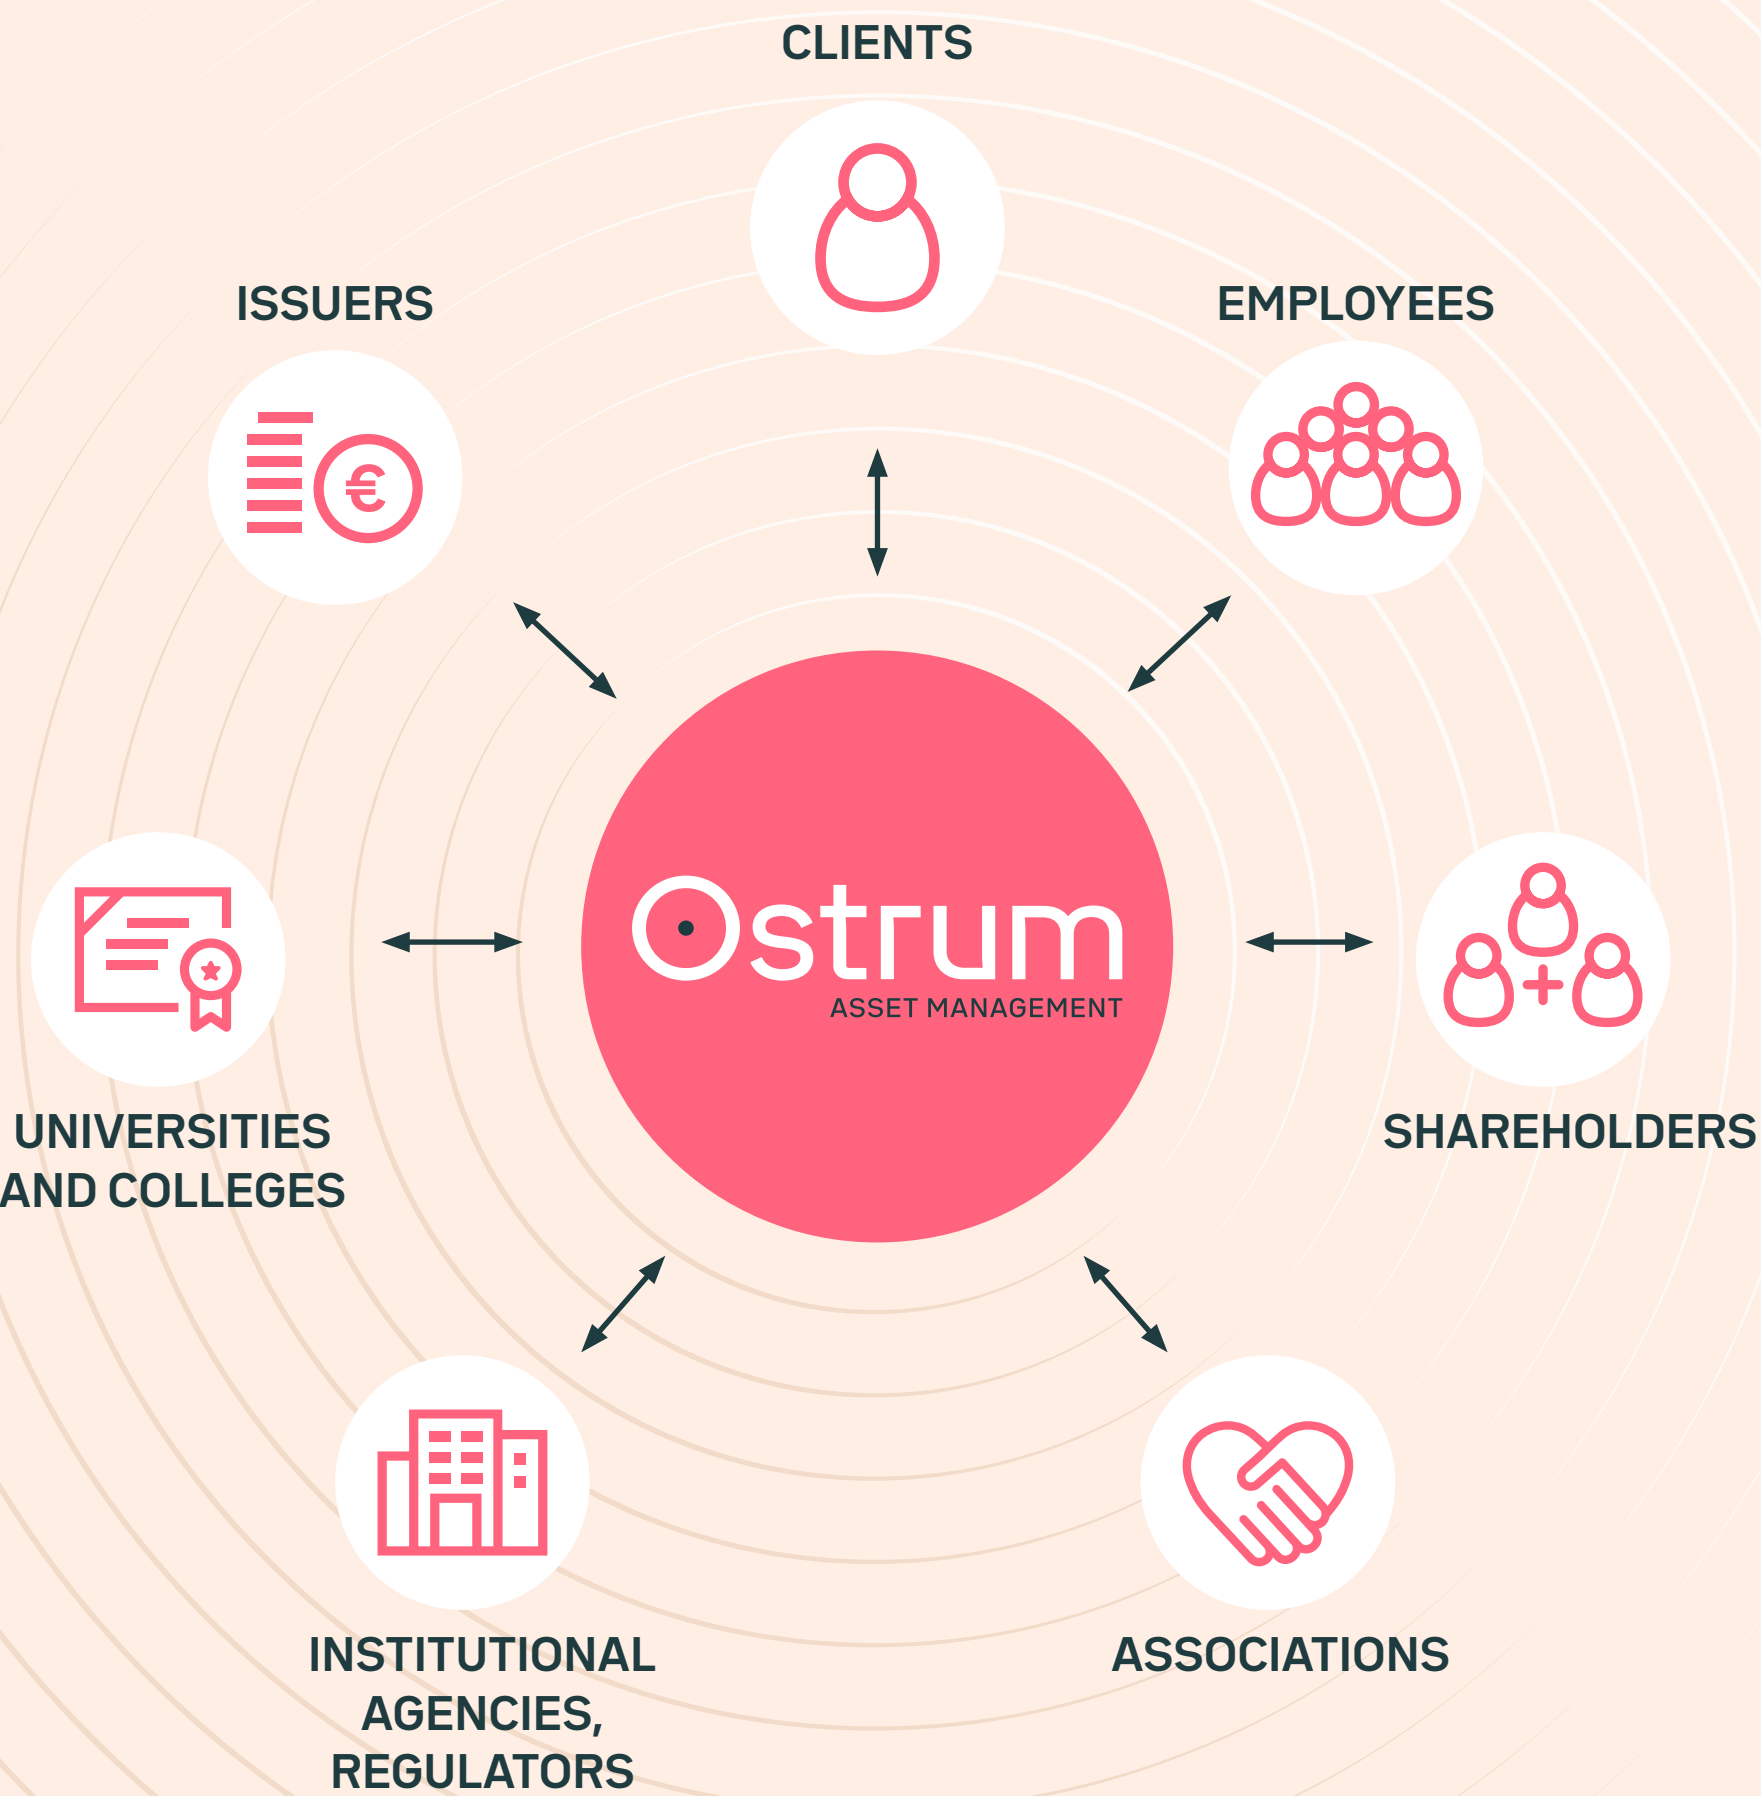 CLIENTS
ISSUERS
EMPLOYEES
€
Ostrum
ASSET MANAGEMENT
UNIVERSITIES
AND COLLEGES
SHAREHOLDERS
INSTITUTIONAL
AGENCIES,
REGULATORS
ASSOCIATIONS